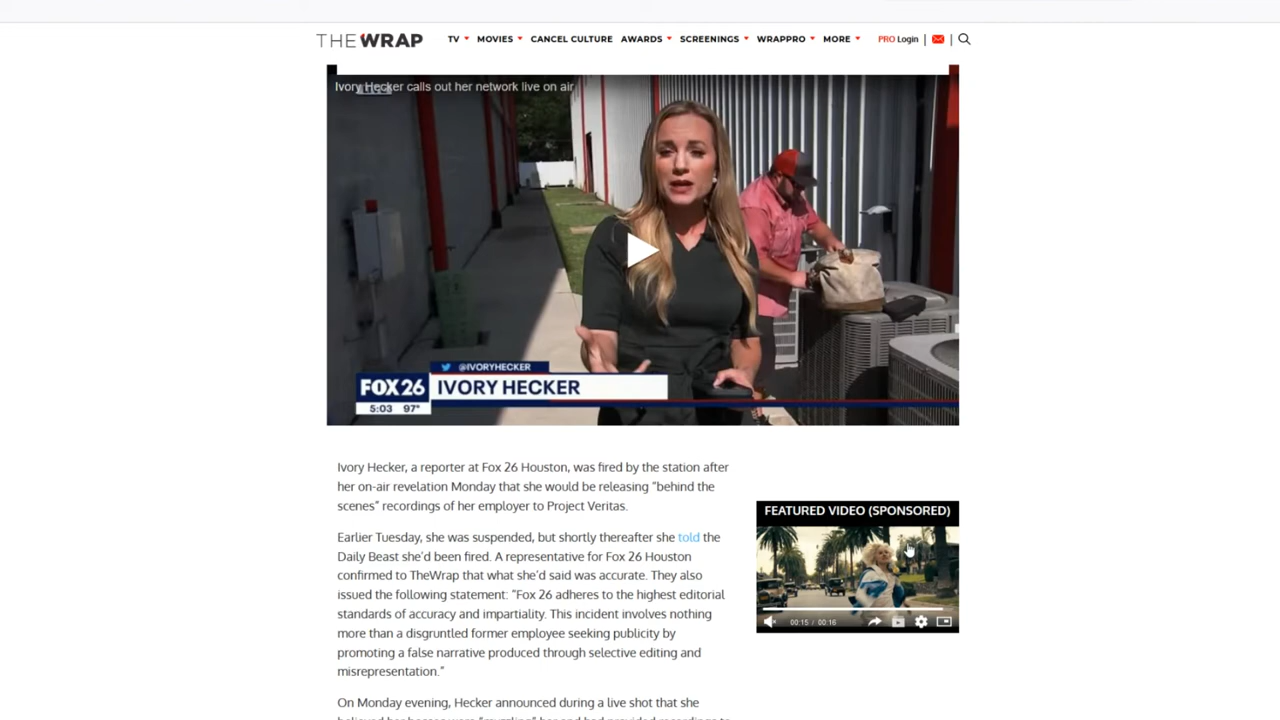 THE WRAP
TV MOVIES CANCEL CULTURE AWARDS SCREENINGS WRAPPRO MORE PRO Login
Ivory Hecker calls out her network live on air
@IVORYHECKER
FOX 26 IVORY HECKER
5:03 97°
Ivory Hecker, a reporter at Fox 26 Houston, was fired by the station after
her on-air revelation Monday that she would be releasing “behind the
scenes” recordings of her employer to Project Veritas.
Earlier Tuesday, she was suspended, but shortly thereafter she told the
Daily Beast she’d been fired. A representative for Fox 26 Houston
confirmed to TheWrap that what she’d said was accurate. They also
issued the following statement: “Fox 26 adheres to the highest editorial
standards of accuracy and impartiality. This incident involves nothing
more than a disgruntled former employee seeking publicity by
promoting a false narrative produced through selective editing and
misrepresentation.”
On Monday evening, Hecker announced during a live shot that she
FEATURED VIDEO (SPONSORED)
00:15 / 00:16